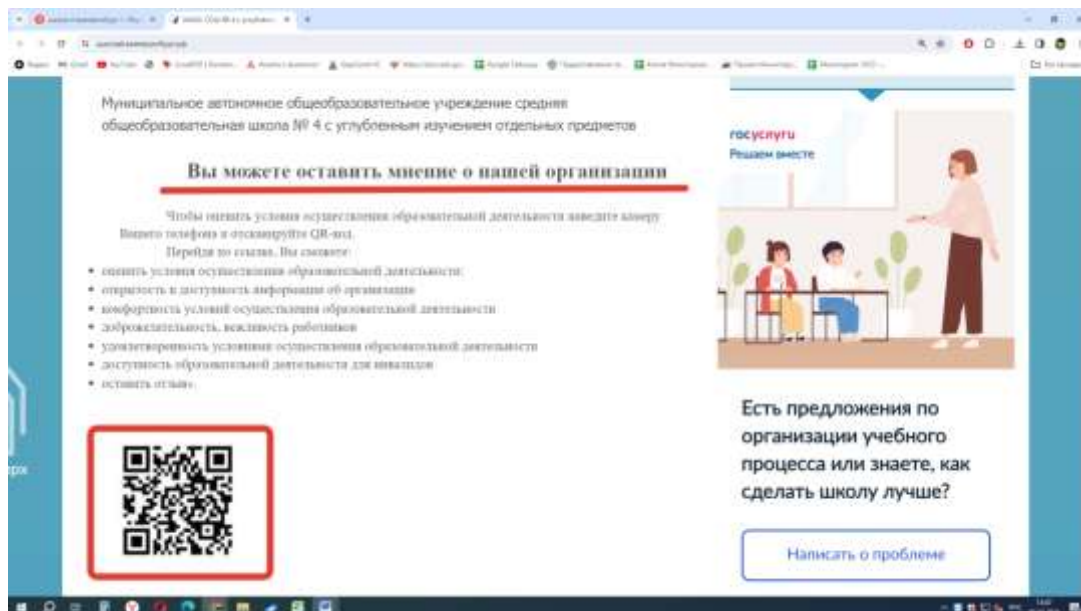 Муниципальное автономное общеобразовательное учреждение средняя
общеобразовательная школа № 4 с углубленным изучением отдельных предметов
Вы можете оставить мнение о нашей организации
Чтобы оценить условия осуществления образовательной деятельности наведите камеру
Вашего телефона и отсканируйте QR-код.
Перейдя по ссылке, Вы сможете:
• оценить условия осуществления образовательной деятельности:
• открытость и доступность информации об организации
• комфортность условий осуществления образовательной деятельности
• доброжелательность, вежливость работников
• удовлетворенность условиями осуществления образовательной деятельности
• доступность образовательной деятельности для инвалидов
• оставить отзыв».
госуслуги
Решаем вместе
Есть предложения по
организации учебного
процесса или знаете, как
сделать школу лучше?
Написать о проблеме